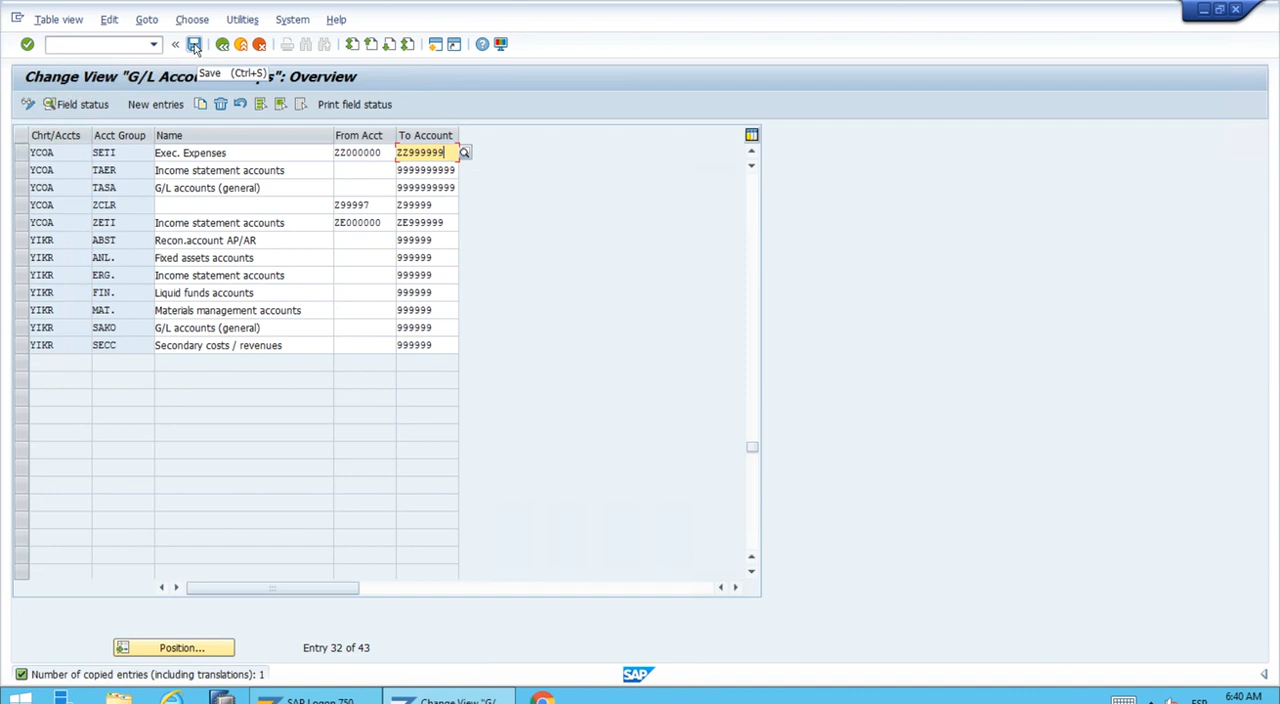 Table view Edit Goto Choose Utilities System Help
Save (Ctrl+S)
Change View "G/L Acco ps": Overview
Field status New entries Print field status
Chrt/Accts Acct Group Name From Acct To Account
YCOA SETI Exec. Expenses ZZ000000 ZZ999999
YCOA TAER Income statement accounts 9999999999
YCOA TASA G/L accounts (general) 9999999999
YCOA ZCLR Z99997 Z99999
YCOA ZETI Income statement accounts ZE000000 ZE999999
YIKR ABST Recon.account AP/AR 999999
YIKR ANL. Fixed assets accounts 999999
YIKR ERG. Income statement accounts 999999
YIKR FIN. Liquid funds accounts 999999
YIKR MAT. Materials management accounts 999999
YIKR SAKO G/L accounts (general) 999999
YIKR SECC Secondary costs / revenues 999999
Position... Entry 32 of 43
Number of copied entries (including translations): 1
SAP
SAP Logon 750 Change View "G/ ESP 6:40 AM